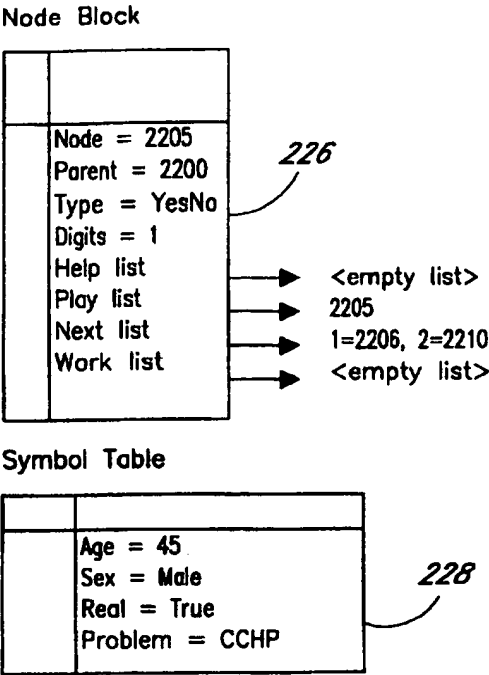 Node Block
Node = 2205
226
Parent = 2200
Type = YesNo
Digits = 1
Help list
<empty list>
Play list
2205
Next list
1=2206, 2=2210
Work list
<empty list>
Symbol Table
Age = 45
Sex = Male
228
Real = True
Problem = CCHP